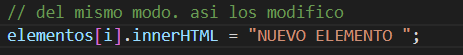 // del mismo modo. asi los modifico
elementos[i].innerHTML = "NUEVO ELEMENTO ";